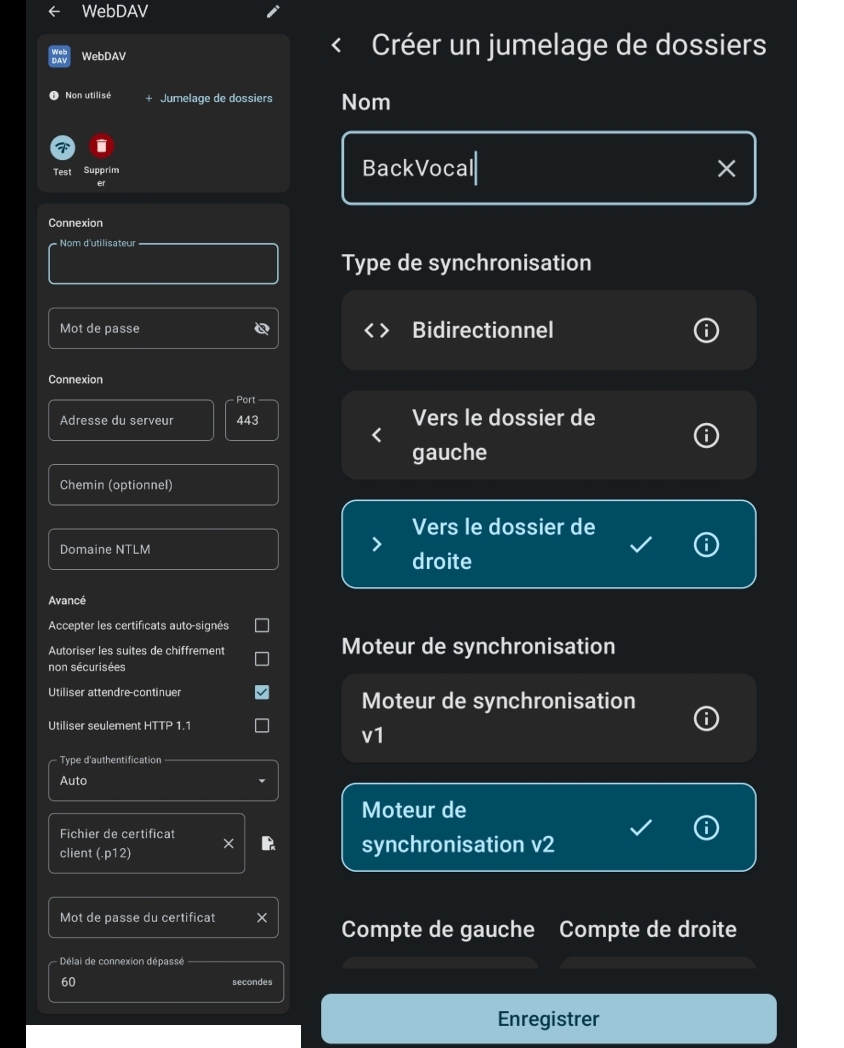 WebDAV
Web
DAV
WebDAV
Non utilisé
+ Jumelage de dossiers
Test
Supprim
er
Connexion
Nom d'utilisateur
Mot de passe
Connexion
Adresse du serveur
Port
443
Chemin (optionnel)
Domaine NTLM
Avancé
Accepter les certificats auto-signés
Autoriser les suites de chiffrement
non sécurisées
Utiliser attendre-continuer
Utiliser seulement HTTP 1.1
Type d'authentification
Auto
Fichier de certificat
client (.p12)
Mot de passe du certificat
Délai de connexion dépassé
60
secondes
Créer un jumelage de dossiers
Nom
BackVocal
Type de synchronisation
Bidirectionnel
Vers le dossier de
gauche
Vers le dossier de
droite
Moteur de synchronisation
Moteur de synchronisation
v1
Moteur de
synchronisation v2
Compte de gauche
Compte de droite
Enregistrer